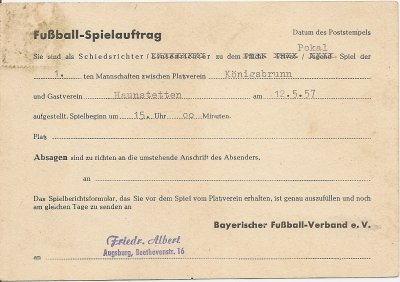 Fußball-Spielauftrag
Datum des Poststempels
Pokal
Sie sind als Schiedsrichter / Linienrichter zu dem Jugend Spiel der
1. ten Mannschaften zwischen Platzverein Königsbrunn
und Gastverein Haunstetten am 12.5.57
aufgestellt. Spielbeginn um 15. Uhr oo Minuten.
Platz
Absagen sind zu richten an die umstehende Anschrift des Absenders,
an
Das Spielberichtsformular, das Sie vor dem Spiel vom Platzverein erhalten, ist genau auszufüllen und noch
am gleichen Tage zu senden an
Bayerischer Fußball-Verband e. V.
Friedr. Albert
Augsburg, Beethovenstr. 16
an